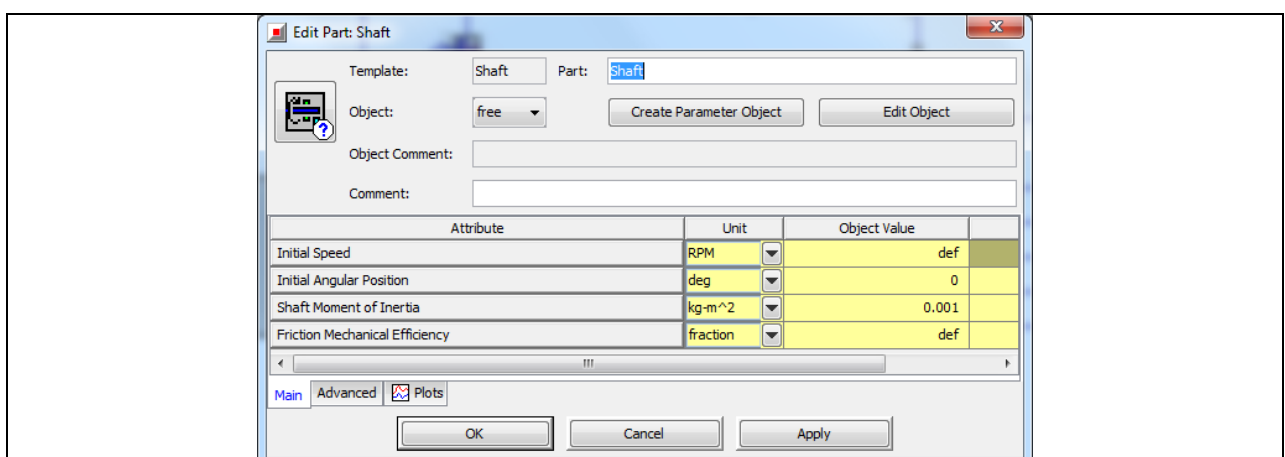 Edit Part: Shaft
Template: Shaft Part: Shaft
Object: free Create Parameter Object Edit Object
Object Comment:
Comment:
Attribute Unit Object Value
Initial Speed RPM def
Initial Angular Position deg 0
Shaft Moment of Inertia kg-m^2 0.001
Friction Mechanical Efficiency fraction def
Main Advanced Plots
OK Cancel Apply